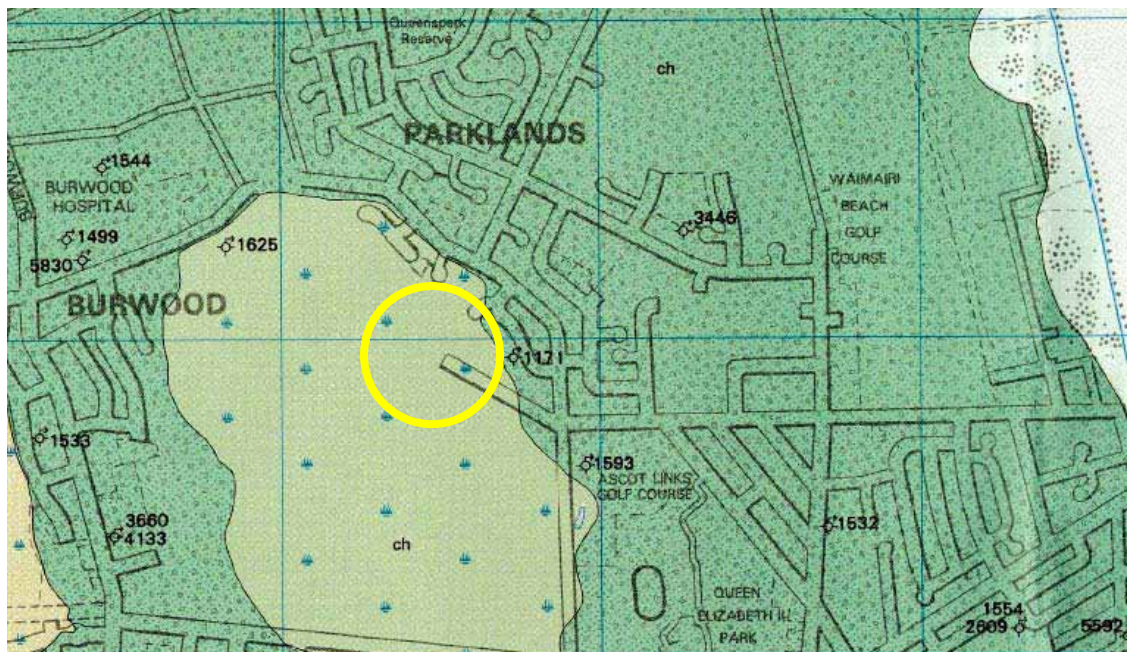 Queenspark
Reserve
ch
PARKLANDS
1544
BURWOOD
HOSPITAL
WAIMAIRI
BEACH
GOLF
COURSE
3446
1499
1625
5830
BURWOOD
1171
1533
1593
ASCOT LINKS
GOLF COURSE
3660
4133
1532
ch
QUEEN
ELIZABETH II
PARK
1554
2609
5592